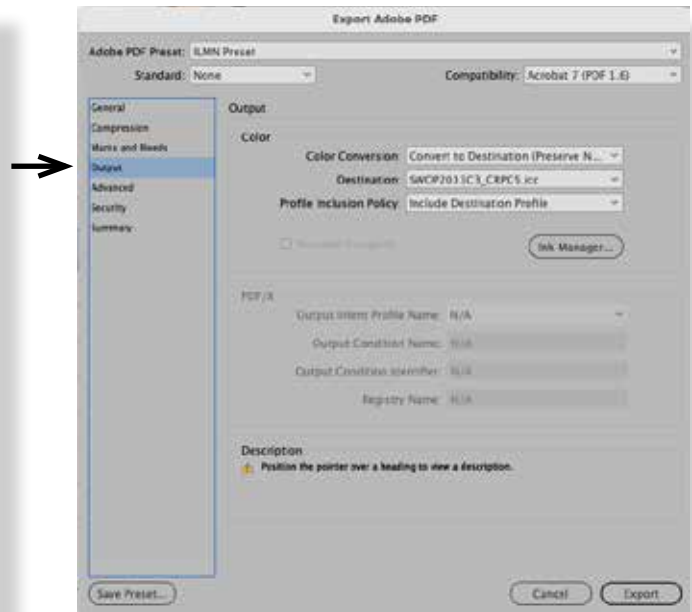 Export Adobe PDF
Adobe PDF Preset: ILMN Preset
Standard: None
Compatibility: Acrobat 7 (PDF 1.6)
General
Compression
Marks and Bleeds
Output
Advanced
Security
Summary
Output
Color
Color Conversion: Convert to Destination (Preserve N...
Destination: SWOP2013C3_CRPC5.icc
Profile Inclusion Policy: Include Destination Profile
Ink Manager...
PDF/X
Output Intent Profile Name: N/A
Output Condition Name: N/A
Output Condition Identifier: N/A
Registry Name: N/A
Description
Position the pointer over a heading to view a description.
Save Preset...
Cancel
Export